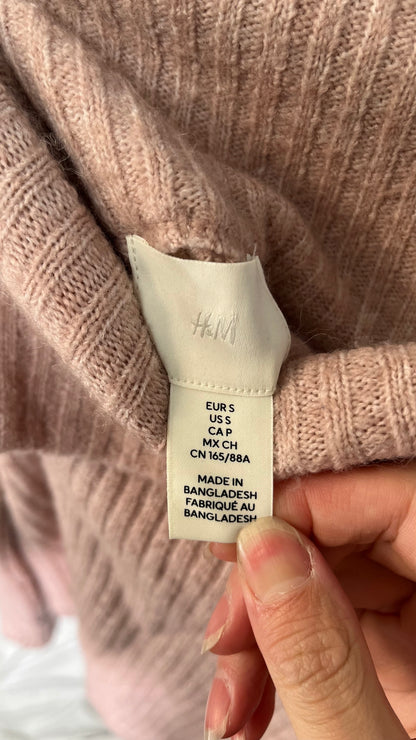 H&M
EUR S
US S
CA P
MX CH
CN 165/88A
MADE IN
BANGLADESH
FABRIQUÉ AU
BANGLADESH